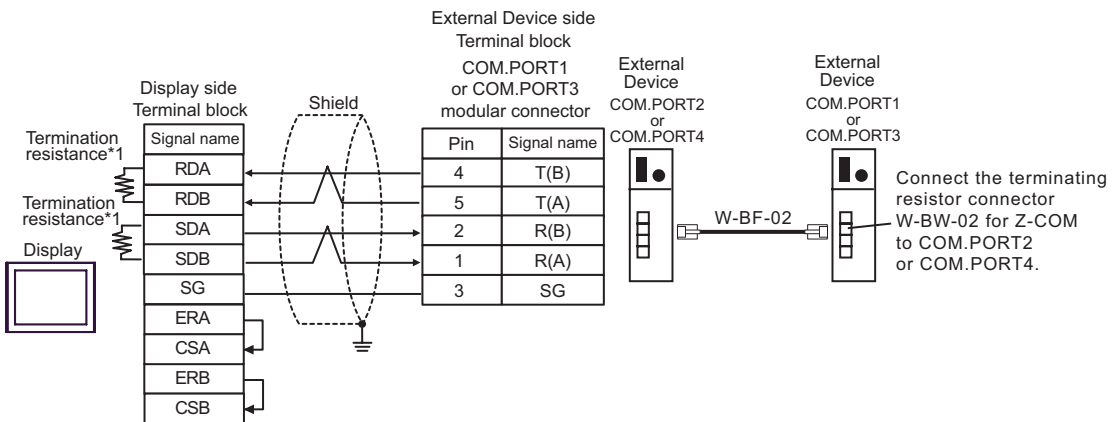 External Device side
Terminal block
COM.PORT1
or COM.PORT3
modular connector
Display side
Terminal block
Shield
External
Device
COM.PORT2
or
COM.PORT4
External
Device
COM.PORT1
or
COM.PORT3
Termination
resistance*1
Termination
resistance*1
Display
Signal name
RDA
RDB
SDA
SDB
SG
ERA
CSA
ERB
CSB
Pin Signal name
4 T(B)
5 T(A)
2 R(B)
1 R(A)
3 SG
W-BF-02
Connect the terminating
resistor connector
W-BW-02 for Z-COM
to COM.PORT2
or COM.PORT4.